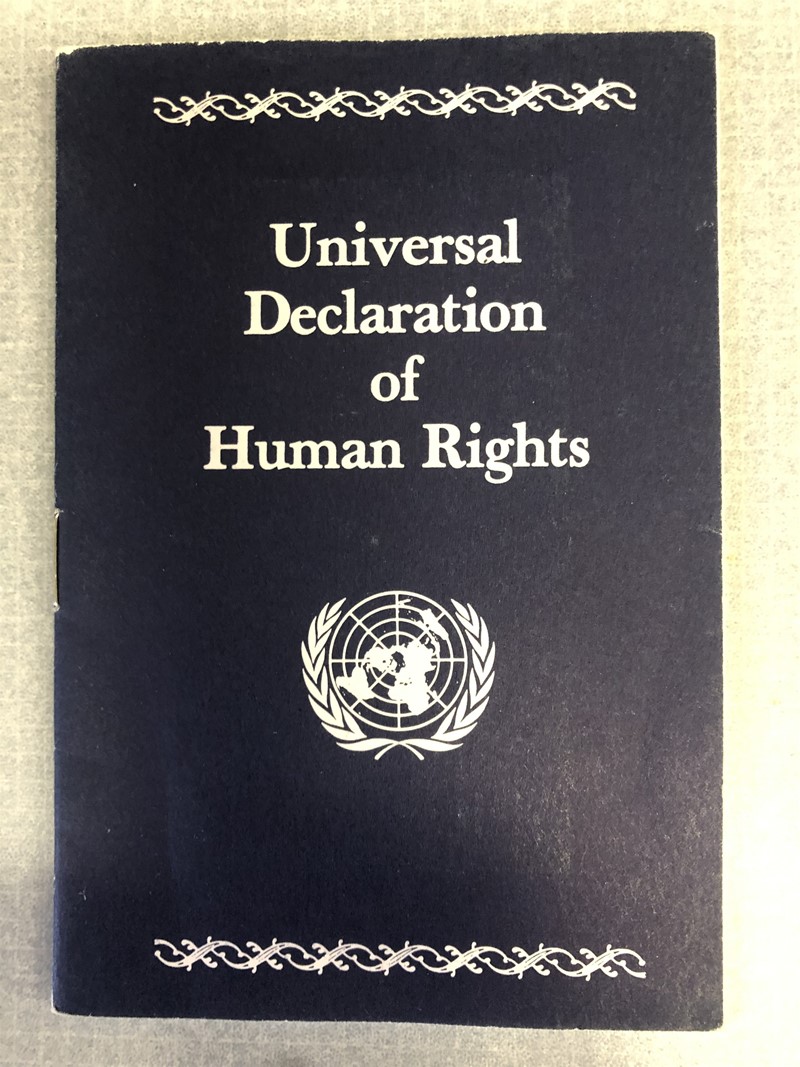 Universal
Declaration
of
Human Rights